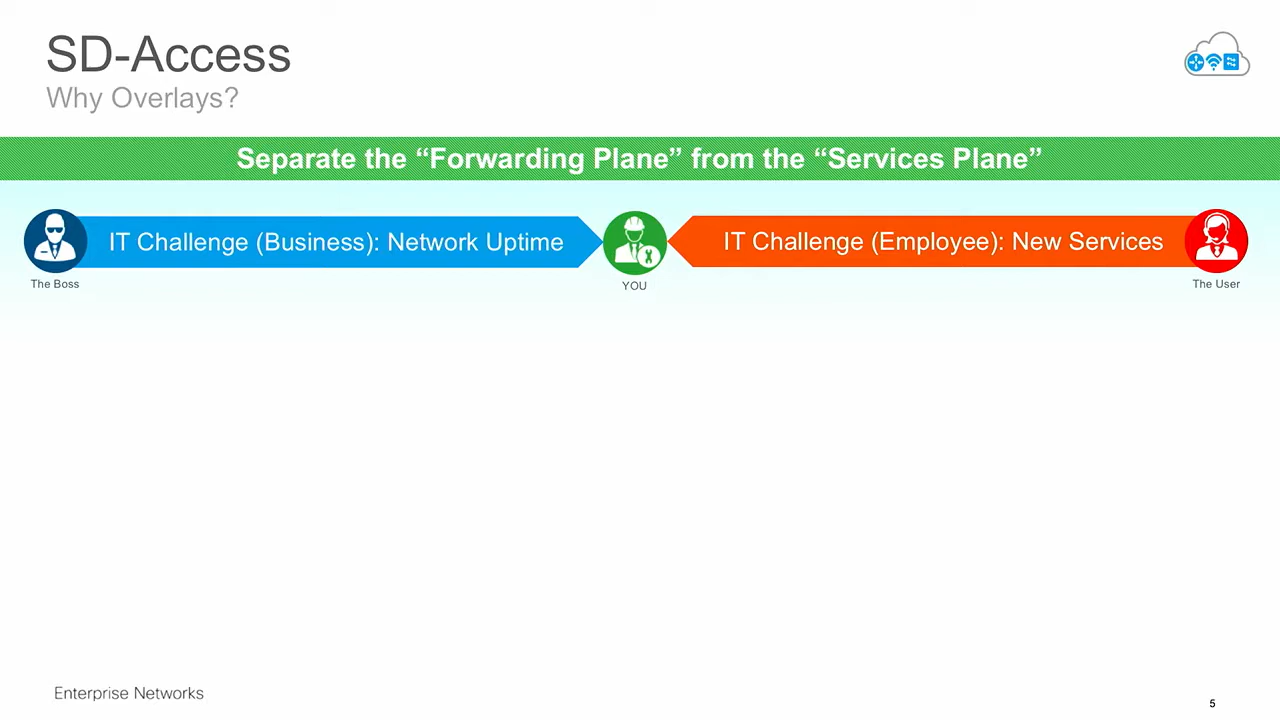 SD-Access
Why Overlays?
Separate the “Forwarding Plane” from the “Services Plane”
IT Challenge (Business): Network Uptime
IT Challenge (Employee): New Services
The Boss
YOU
The User
Enterprise Networks
5